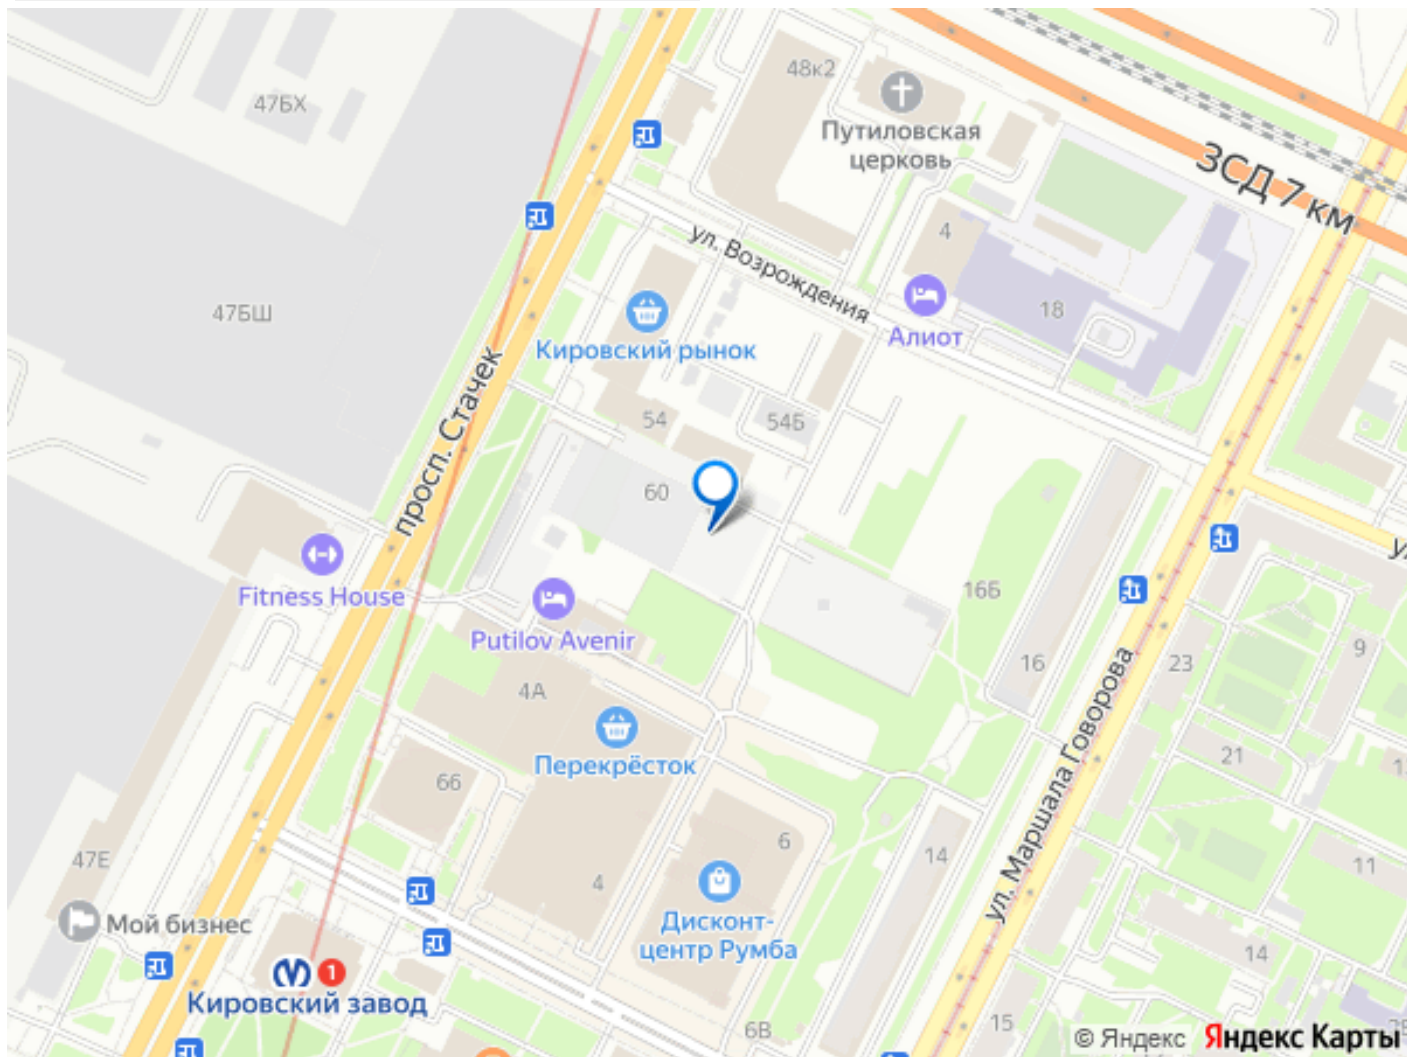 48к2
47БХ
Путиловская
церковь
ЗСД 7 км
ул. Возрождения
4
47БШ
18
Алиот
Кировский рынок
просп. Стачек
54
54Б
60
Fitness House
16Б
Putilov Avenir
9
16
23
4А
ул. Маршала Говорова
Перекрёсток
21
66
6
14
47Е
11
4
Мой бизнес
Дисконт-
центр Румба
14
1
Кировский завод
15
6В
© Яндекс Яндекс Карты